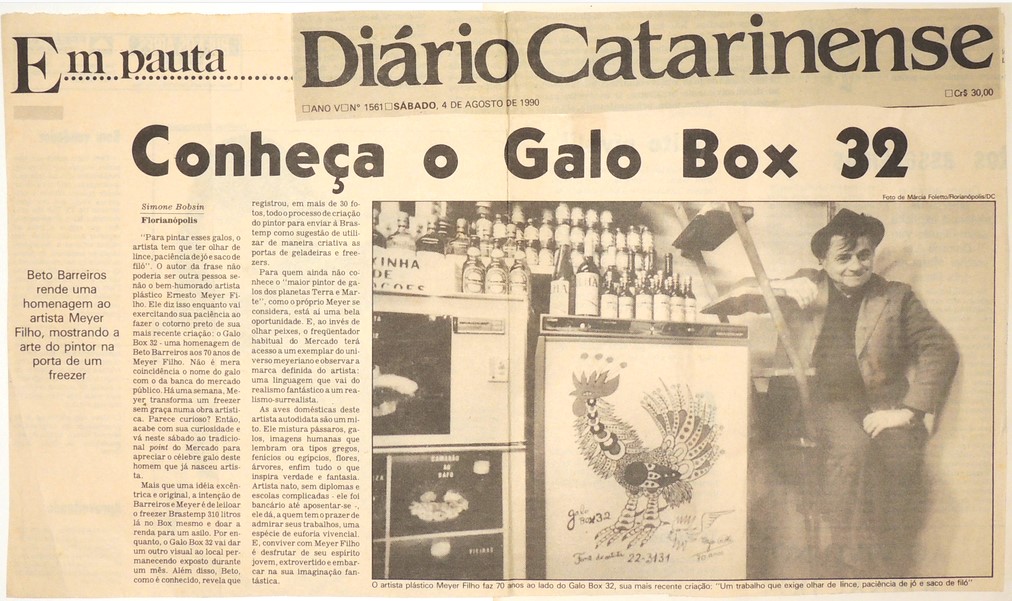 Em pauta
Diário Catarinense
□ANO V□Nº 1561□SÁBADO, 4 DE AGOSTO DE 1990
□Cr$ 30,00
Conheça o Galo Box 32
Foto de Márcia Foletto/Florianópolis/DC
Beto Barreiros
rende uma
homenagem ao
artista Meyer
Filho, mostrando a
arte do pintor na
porta de um
freezer
Simone Bobsin
Florianópolis
"Para pintar esses galos, o
artista tem que ter olhar de
lince, paciência de jó e saco de
filó". O autor da frase não
poderia ser outra pessoa se-
não o bem-humorado artista
plástico Ernesto Meyer Fi-
lho. Ele diz isso enquanto vai
exercitando sua paciência ao
fazer o cotorno preto de sua
mais recente criação: o Galo
Box 32 - uma homenagem de
Beto Barreiros aos 70 anos de
Meyer Filho. Não é mera
coincidência o nome do galo
com o da banca do mercado
público. Há uma semana, Me-
yer transforma um freezer
sem graça numa obra artísti-
ca. Parece curioso? Então,
acabe com sua curiosidade e
vá neste sábado ao tradicio-
nal point do Mercado para
apreciar o célebre galo deste
homem que já nasceu artis-
ta.
Mais que uma idéia excên-
trica e original, a intenção de
Barreiros e Meyer é de leiloar
o freezer Brastemp 310 litros
lá no Box mesmo e doar a
renda para um asilo. Por en-
quanto, o Galo Box 32 vai dar
um outro visual ao local per-
manecendo exposto durante
um mês. Além disso, Beto,
como é conhecido, revela que
registrou, em mais de 30 fo-
tos, todo o processo de criação
do pintor para enviar à Bras-
temp como sugestão de utili-
zar de maneira criativa as
portas de geladeiras e free-
zers.
Para quem ainda não co-
nhece o "maior pintor de ga-
los dos planetas Terra e Mar-
te", como o próprio Meyer se
considera, está aí uma bela
oportunidade. E, ao invés de
olhar peixes, o freqüentador
habitual do Mercado terá
acesso a um exemplar do uni-
verso meyeriano e observar a
marca definida do artista:
uma linguagem que vai do
realismo fantástico a um rea-
lismo-surrealista.
As aves domésticas deste
artista autodidata são um mi-
to. Ele mistura pássaros, ga-
los, imagens humanas que
lembram ora tipos gregos,
fenícios ou egípcios, flores,
árvores, enfim tudo o que
inspira verdade e fantasia.
Artista nato, sem diplomas e
escolas complicadas - ele foi
bancário até aposentar-se -,
ele dá, a quem tem o prazer de
admirar seus trabalhos, uma
espécie de euforia vivencial.
E, conviver com Meyer Filho
é desfrutar de seu espírito
jovem, extrovertido e embar-
car na sua imaginação fan-
tástica.
XINHA
DE
CAMARÃO
AO
BAFO
VIEIRAS
Galo
Box 32
22-3131
70 anos
O artista plástico Meyer Filho faz 70 anos ao lado do Galo Box 32, sua mais recente criação: "Um trabalho que exige olhar de lince, paciência de jó e saco de filó"